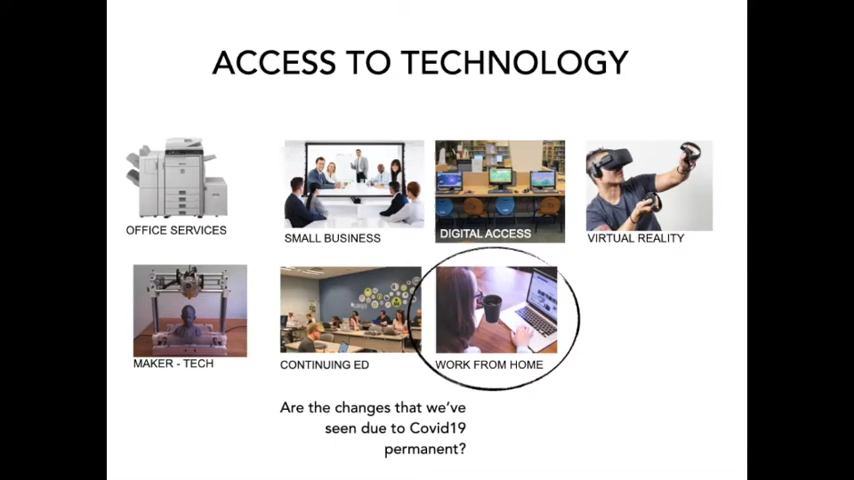 ACCESS TO TECHNOLOGY
OFFICE SERVICES
SMALL BUSINESS
DIGITAL ACCESS
VIRTUAL REALITY
MAKER - TECH
CONTINUING ED
WORK FROM HOME
Are the changes that we've
seen due to Covid19
permanent?